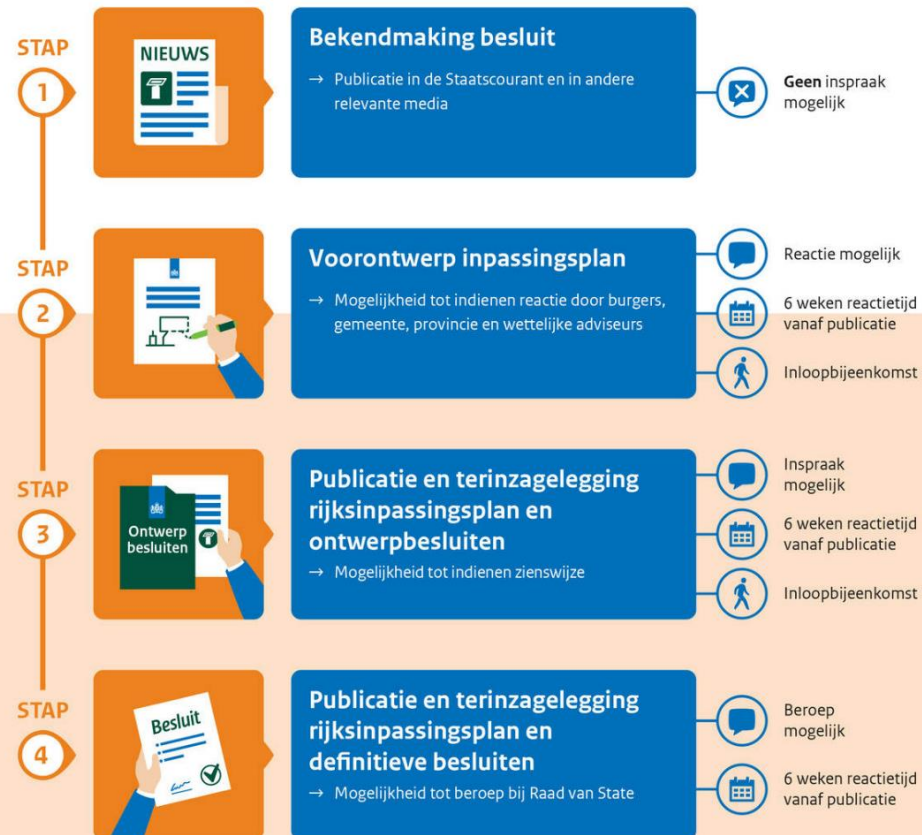 STAP
1
NIEUWS
Bekendmaking besluit
→ Publicatie in de Staatscourant en in andere
relevante media
Geen inspraak
mogelijk
STAP
2
Voorontwerp inpassingsplan
→ Mogelijkheid tot indienen reactie door burgers,
gemeente, provincie en wettelijke adviseurs
Reactie mogelijk
6 weken reactietijd
vanaf publicatie
Inloopbijeenkomst
STAP
3
Ontwerp
besluiten
Publicatie en terinzagelegging
rijksinpassingsplan en
ontwerpbesluiten
→ Mogelijkheid tot indienen zienswijze
Inspraak
mogelijk
6 weken reactietijd
vanaf publicatie
Inloopbijeenkomst
STAP
4
Besluit
Publicatie en terinzagelegging
rijksinpassingsplan en
definitieve besluiten
→ Mogelijkheid tot beroep bij Raad van State
Beroep
mogelijk
6 weken reactietijd
vanaf publicatie